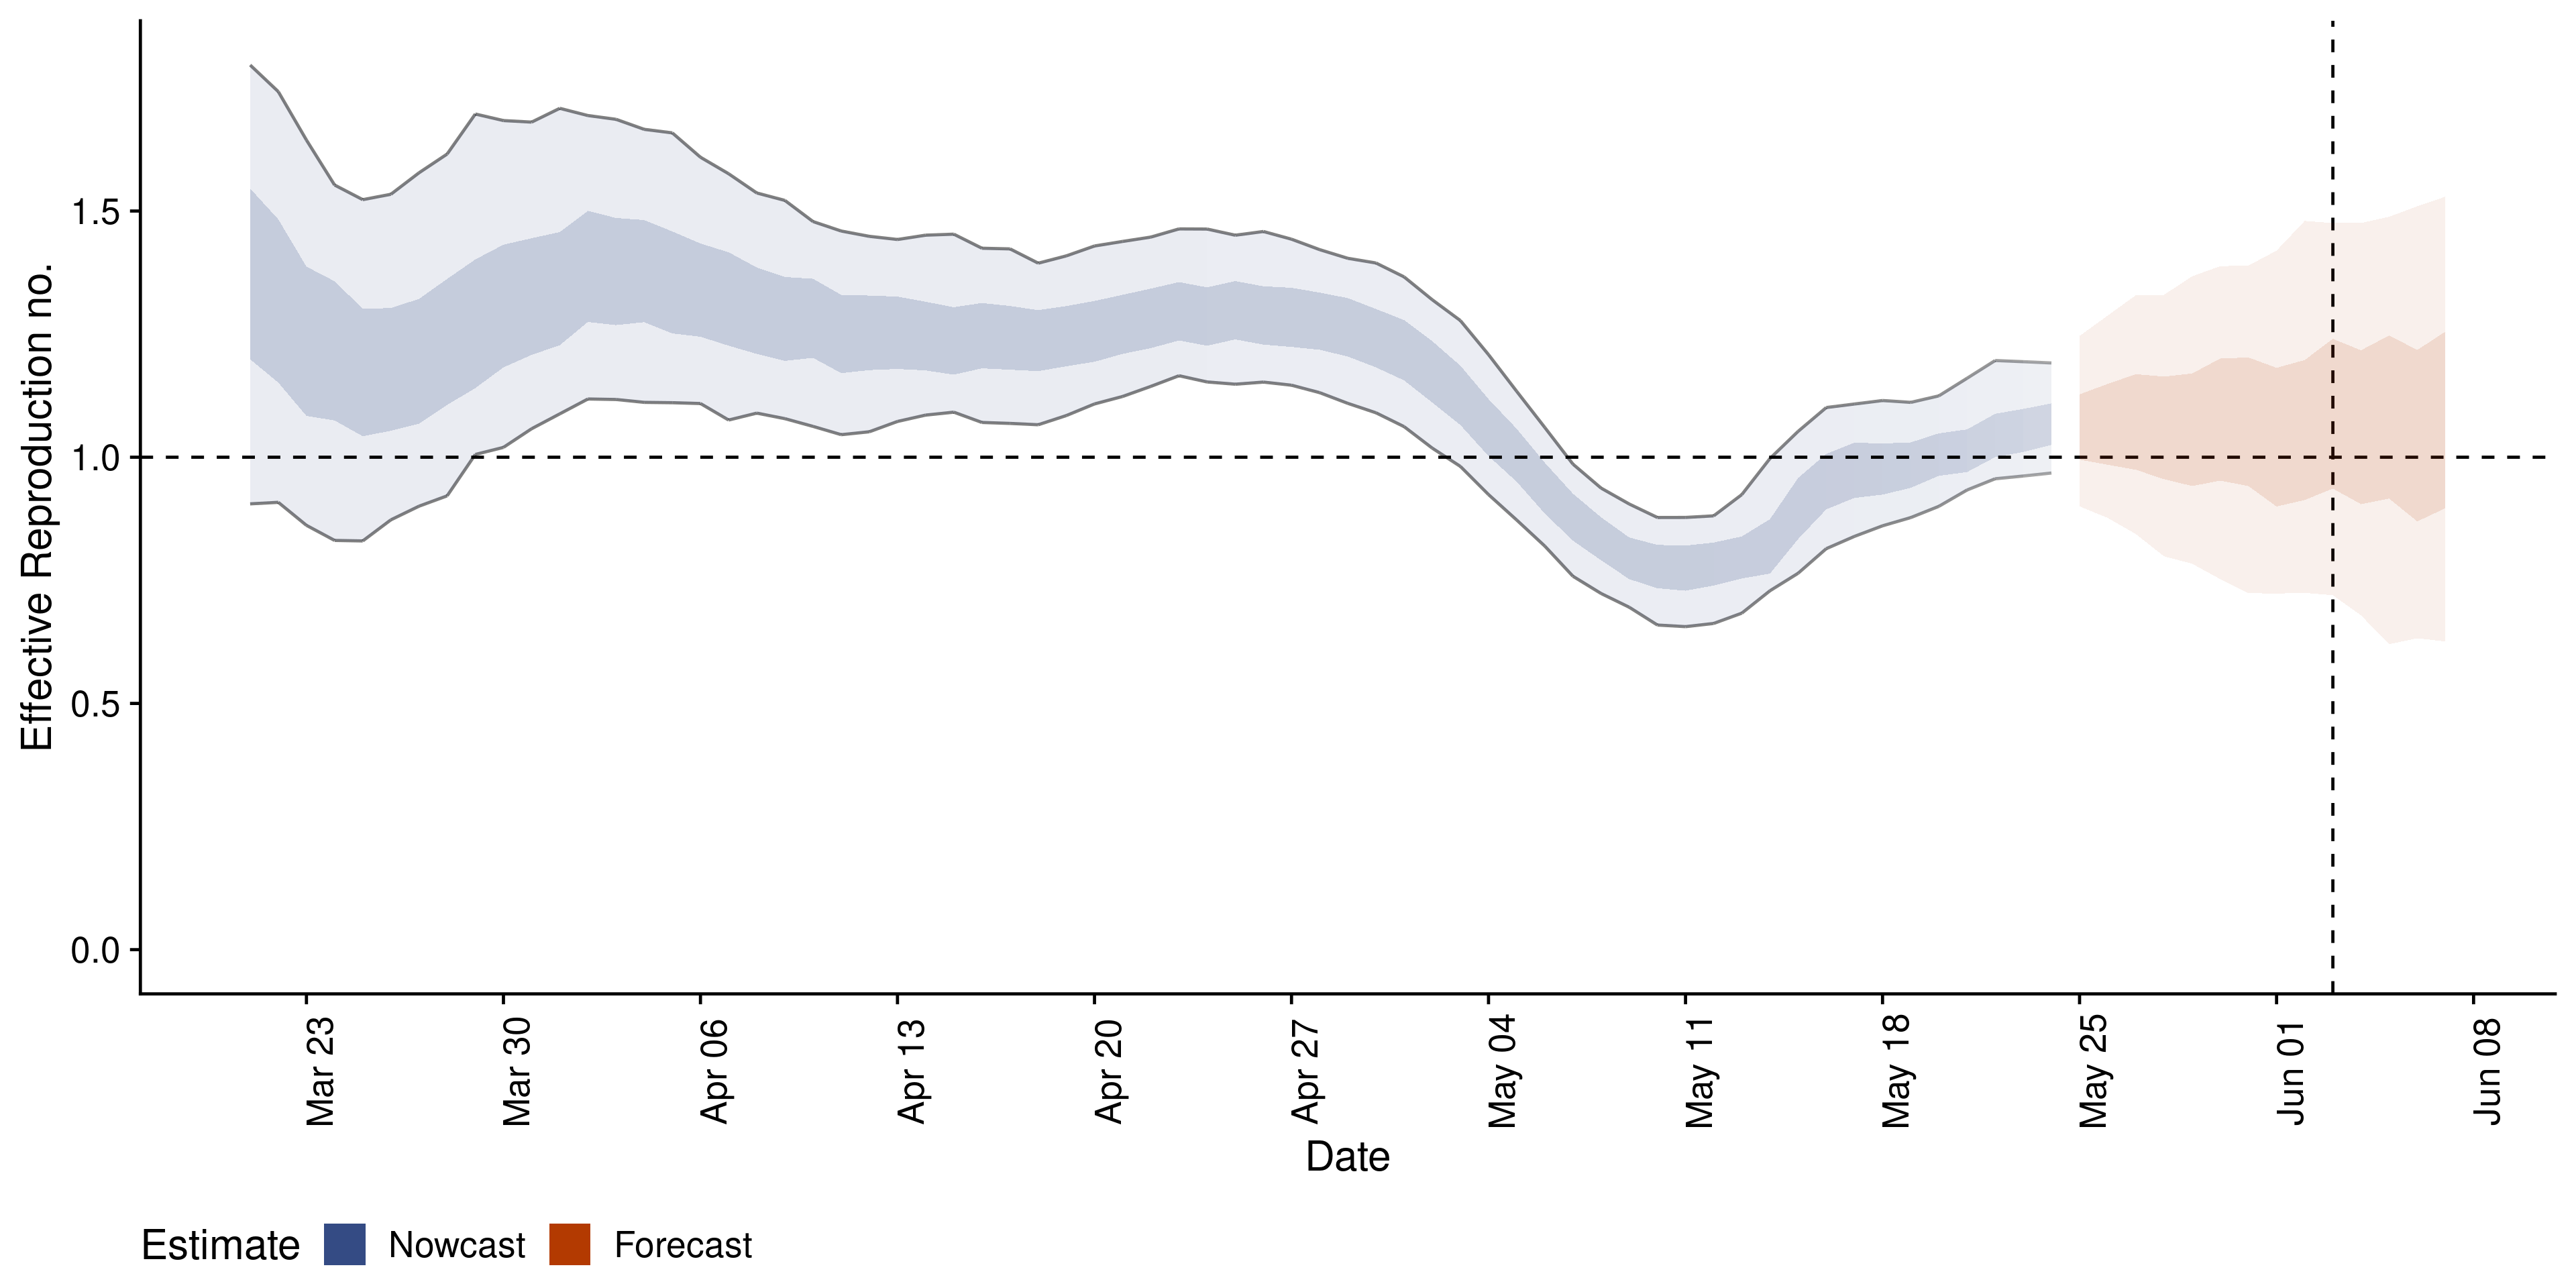 Effective Reproduction no.
1.5
1.0
0.5
0.0
Mar 23
Mar 30
Apr 06
Apr 13
Apr 20
Apr 27
May 04
May 11
May 18
May 25
Jun 01
Jun 08
Date
Estimate Nowcast Forecast